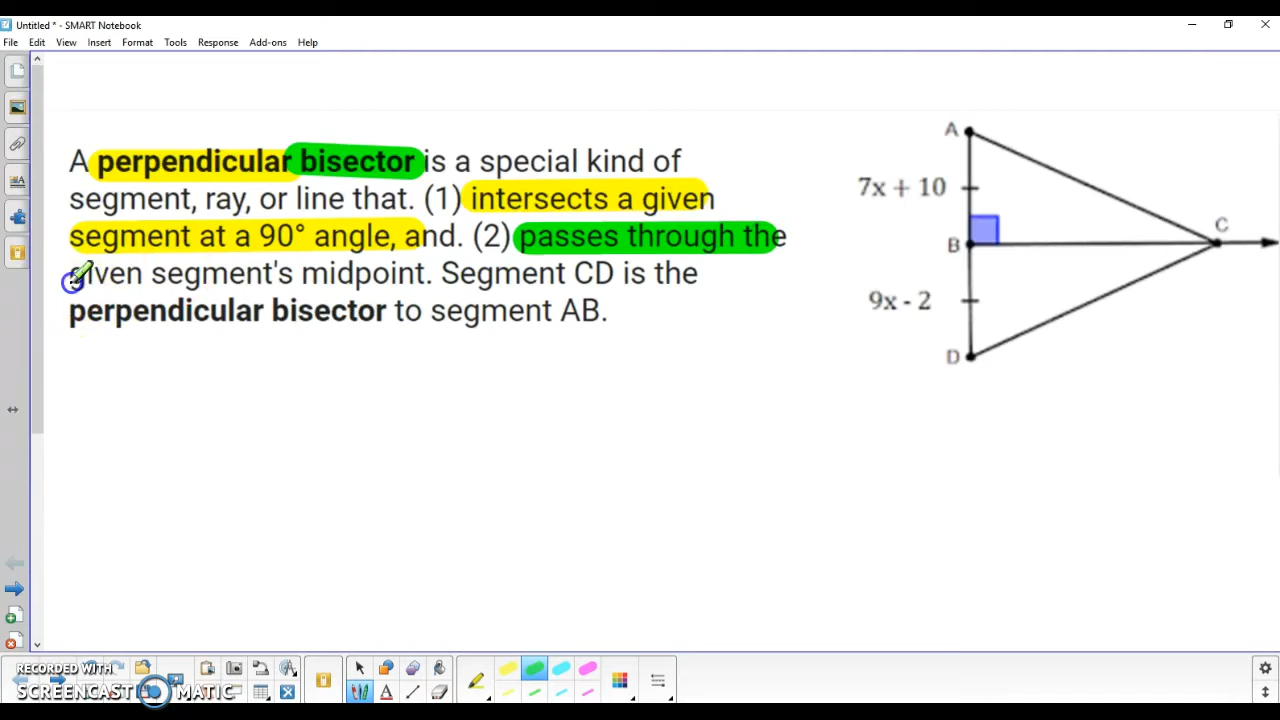 Untitled * - SMART Notebook
File Edit View Insert Format Tools Response Add-ons Help
A perpendicular bisector is a special kind of
segment, ray, or line that. (1) intersects a given
segment at a 90° angle, and. (2) passes through the
given segment's midpoint. Segment CD is the
perpendicular bisector to segment AB.
A
7x + 10
C
B
9x - 2
D
RECORDED WITH
SCREENCAST MATIC